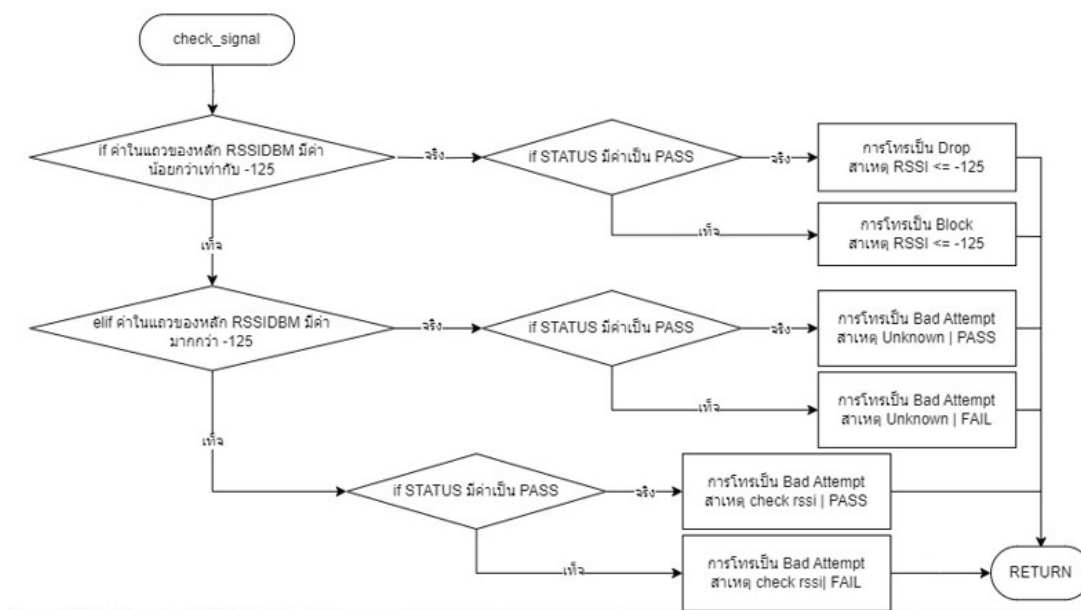 check_signal
if ค่าในแถวของหลัก RSSIDBM มีค่า
น้อยกว่าเท่ากับ -125
จริง
if STATUS มีค่าเป็น PASS
จริง
การโทรเป็น Drop
สาเหตุ RSSI <= -125
เท็จ
การโทรเป็น Block
สาเหตุ RSSI <= -125
เท็จ
elif ค่าในแถวของหลัก RSSIDBM มีค่า
มากกว่า -125
จริง
if STATUS มีค่าเป็น PASS
จริง
การโทรเป็น Bad Attempt
สาเหตุ Unknown | PASS
เท็จ
การโทรเป็น Bad Attempt
สาเหตุ Unknown | FAIL
เท็จ
if STATUS มีค่าเป็น PASS
จริง
การโทรเป็น Bad Attempt
สาเหตุ check rssi | PASS
เท็จ
การโทรเป็น Bad Attempt
สาเหตุ check rssi| FAIL
RETURN